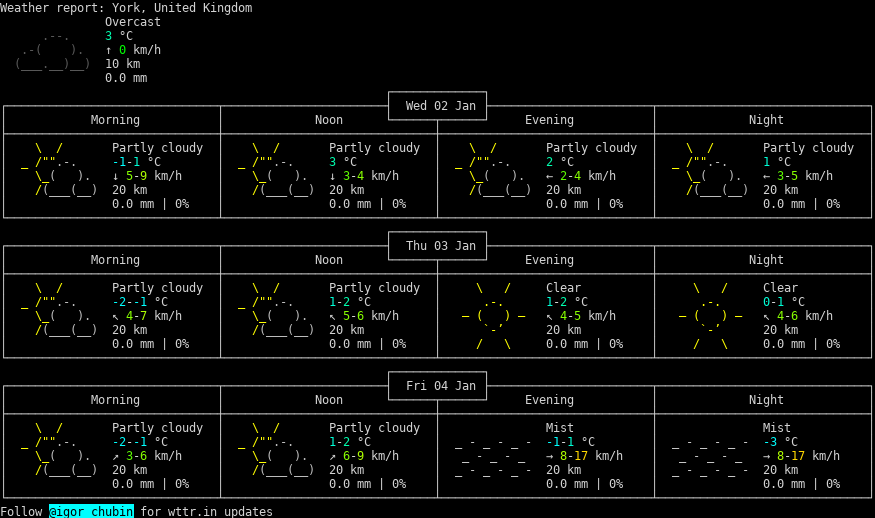 Weather report: York, United Kingdom
Overcast
3 °C
↑ 0 km/h
10 km
0.0 mm
Wed 02 Jan
Morning Noon Evening Night
Partly cloudy Partly cloudy Partly cloudy Partly cloudy
-1-1 °C 3 °C 2 °C 1 °C
↓ 5-9 km/h ↓ 3-4 km/h ← 2-4 km/h ← 3-5 km/h
20 km 20 km 20 km 20 km
0.0 mm | 0% 0.0 mm | 0% 0.0 mm | 0% 0.0 mm | 0%
Thu 03 Jan
Morning Noon Evening Night
Partly cloudy Partly cloudy Clear Clear
-2--1 °C 1-2 °C 1-2 °C 0-1 °C
↖ 4-7 km/h ↖ 5-6 km/h ↖ 4-5 km/h ↖ 4-6 km/h
20 km 20 km 20 km 20 km
0.0 mm | 0% 0.0 mm | 0% 0.0 mm | 0% 0.0 mm | 0%
Fri 04 Jan
Morning Noon Evening Night
Partly cloudy Partly cloudy Mist Mist
-2--1 °C 1-2 °C -1-1 °C -3 °C
↗ 3-6 km/h ↗ 6-9 km/h → 8-17 km/h → 8-17 km/h
20 km 20 km 20 km 20 km
0.0 mm | 0% 0.0 mm | 0% 0.0 mm | 0% 0.0 mm | 0%
Follow @igor_chubin for wttr.in updates